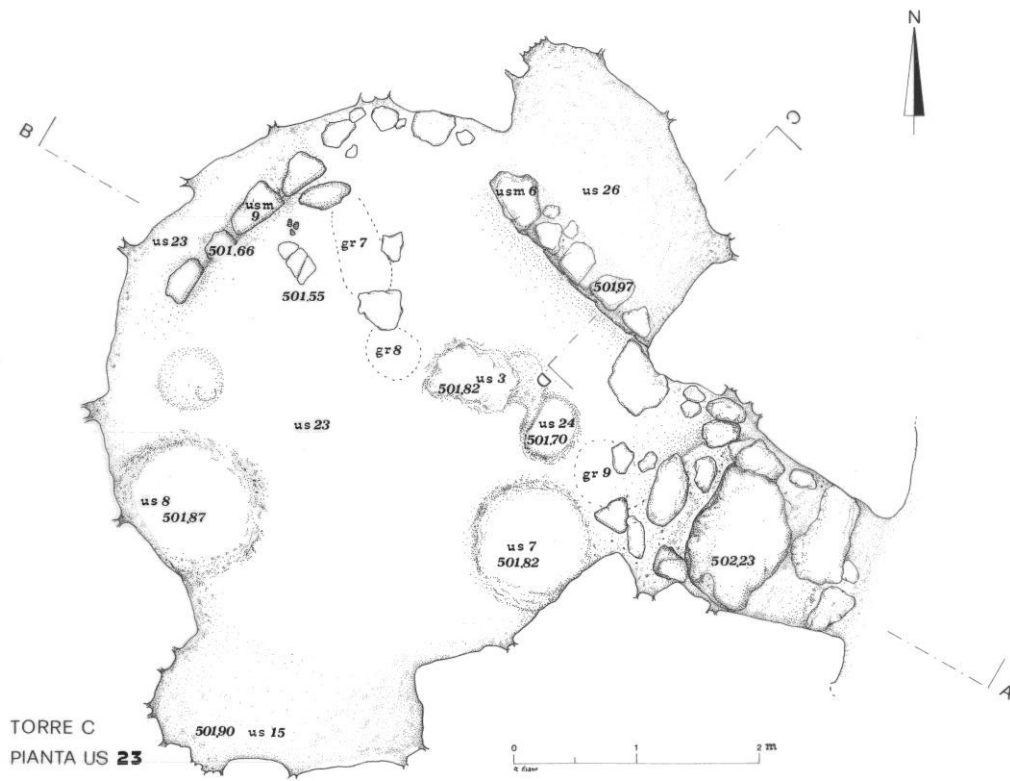 N
B
C
usm 6
us 26
usm
9
us 23
501,66
gr 7
501,55
501,97
gr 8
us 3
501,82
us 24
501,70
us 23
gr 9
us 8
501,87
us 7
501,82
502,23
A
501,90 us 15
TORRE C
PIANTA US 23
0 1 2 m